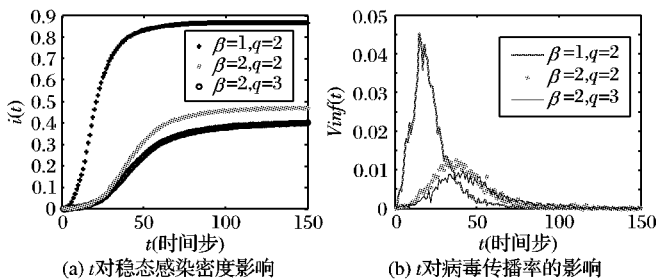 0.9
0.8
0.7
0.6
0.5
0.4
0.3
0.2
0.1
0
i(t)
β=1,q=2
β=2,q=2
β=2,q=3
0 50 100 150
t(时间步)
(a) t对稳态感染密度影响
0.05
0.04
0.03
0.02
0.01
0
Vinf(t)
β=1,q=2
β=2,q=2
β=2,q=3
0 50 100 150
t(时间步)
(b) t对病毒传播率的影响